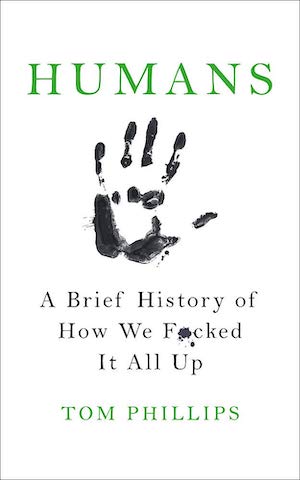 HUMANS
A Brief History of
How We F*cked
It All Up
TOM PHILLIPS